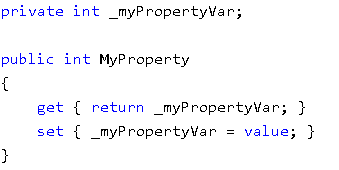 private int _myPropertyVar;

public int MyProperty
{
    get { return _myPropertyVar; }
    set { _myPropertyVar = value; }
}